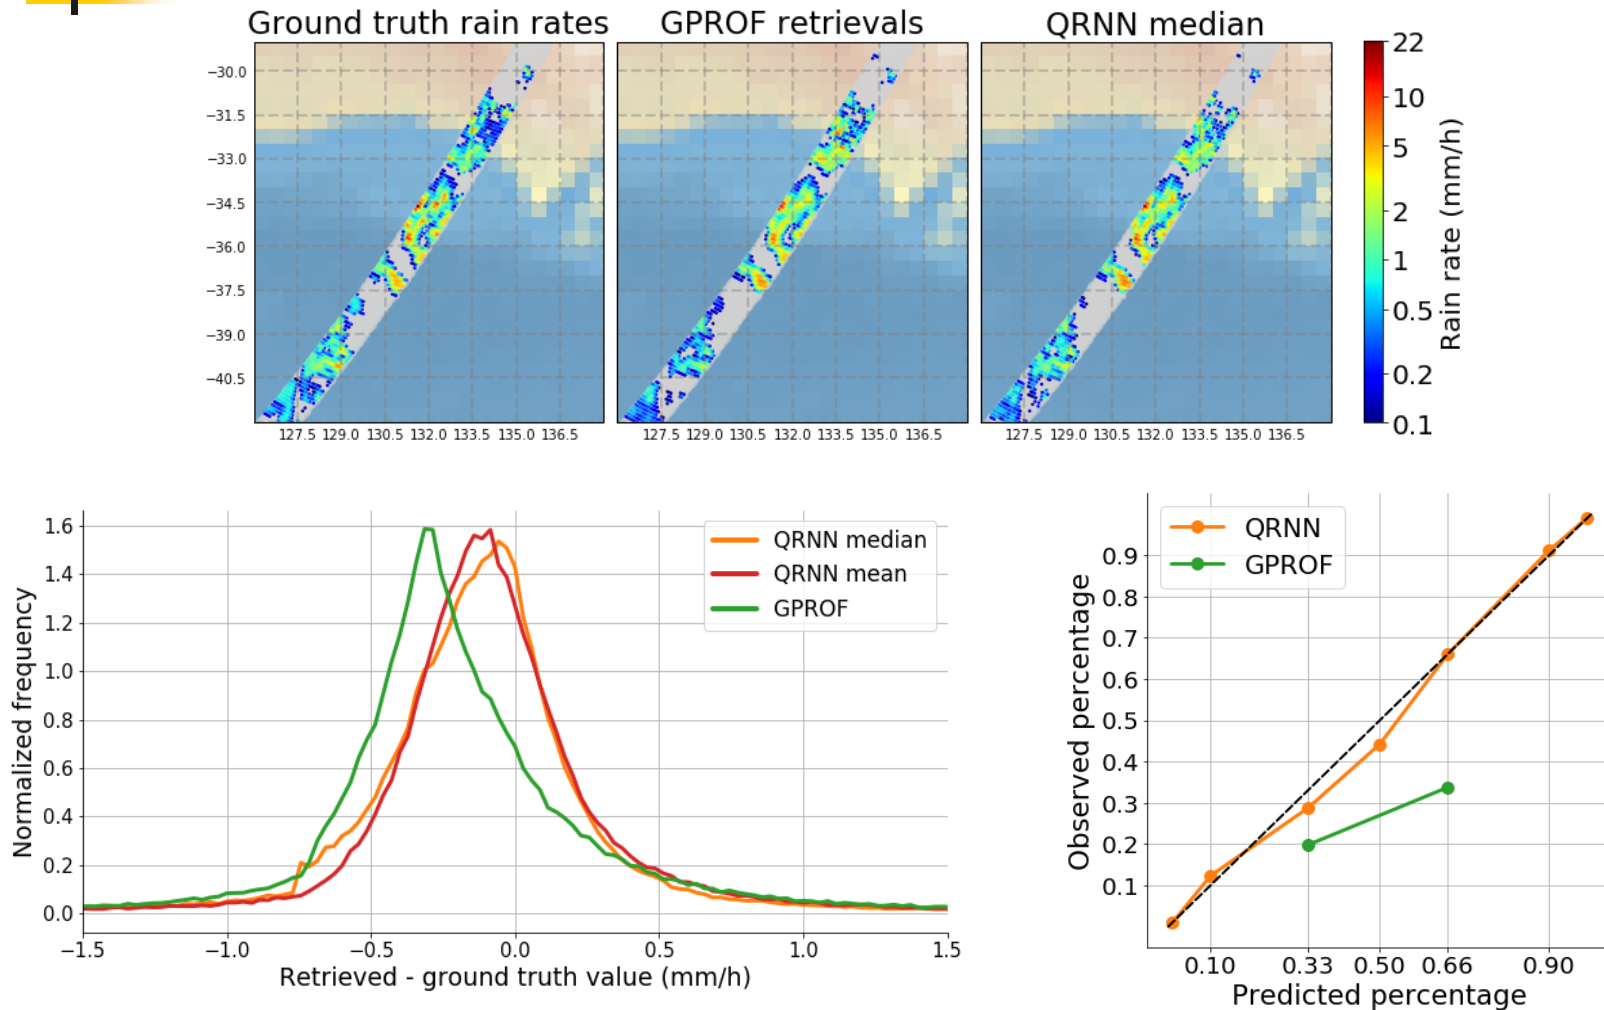 Ground truth rain rates GPROF retrievals QRNN median
−30.0
−31.5
−33.0
−34.5
−36.0
−37.5
−39.0
−40.5
127.5 129.0 130.5 132.0 133.5 135.0 136.5
127.5 129.0 130.5 132.0 133.5 135.0 136.5
127.5 129.0 130.5 132.0 133.5 135.0 136.5
22
10
5
2
1
0.5
0.2
0.1
Rain rate (mm/h)
Normalized frequency
1.6
1.4
1.2
1.0
0.8
0.6
0.4
0.2
0.0
QRNN median
QRNN mean
GPROF
−1.5 −1.0 −0.5 0.0 0.5 1.0 1.5
Retrieved - ground truth value (mm/h)
Observed percentage
0.9
0.8
0.7
0.6
0.5
0.4
0.3
0.2
0.1
QRNN
GPROF
0.10 0.33 0.50 0.66 0.90
Predicted percentage